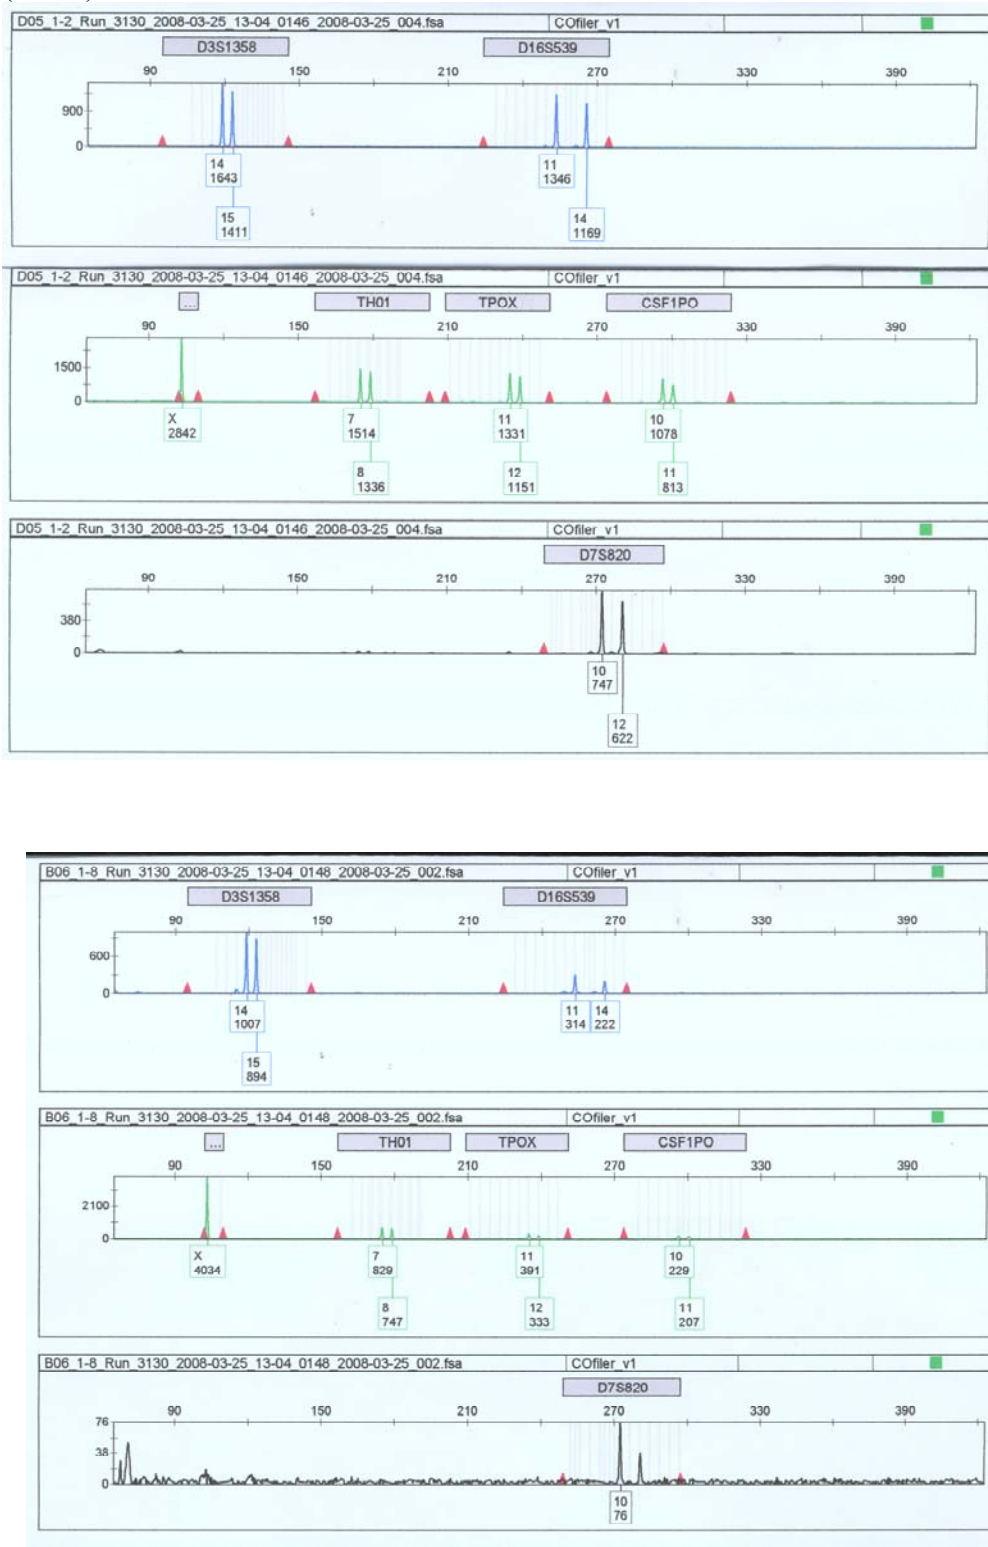 D05_1-2_Run_3130_2008-03-25_13-04_0146_2008-03-25_004.fsa COfiler_v1
D3S1358 D16S539
90 150 210 270 330 390
900
0
14 11
1643 1346
15 14
1411 1169
D05_1-2_Run_3130_2008-03-25_13-04_0146_2008-03-25_004.fsa COfiler_v1
... TH01 TPOX CSF1PO
90 150 210 270 330 390
1500
0
X 7 11 10
2842 1514 1331 1078
8 12 11
1336 1151 813
D05_1-2_Run_3130_2008-03-25_13-04_0146_2008-03-25_004.fsa COfiler_v1
D7S820
90 150 210 270 330 390
380
0
10
747
12
622
B06_1-8_Run_3130_2008-03-25_13-04_0148_2008-03-25_002.fsa COfiler_v1
D3S1358 D16S539
90 150 210 270 330 390
600
0
14 11 14
1007 314 222
15
894
B06_1-8_Run_3130_2008-03-25_13-04_0148_2008-03-25_002.fsa COfiler_v1
... TH01 TPOX CSF1PO
90 150 210 270 330 390
2100
0
X 7 11 10
4034 829 391 229
8 12 11
747 333 207
B06_1-8_Run_3130_2008-03-25_13-04_0148_2008-03-25_002.fsa COfiler_v1
D7S820
90 150 210 270 330 390
76
38
0
10
76